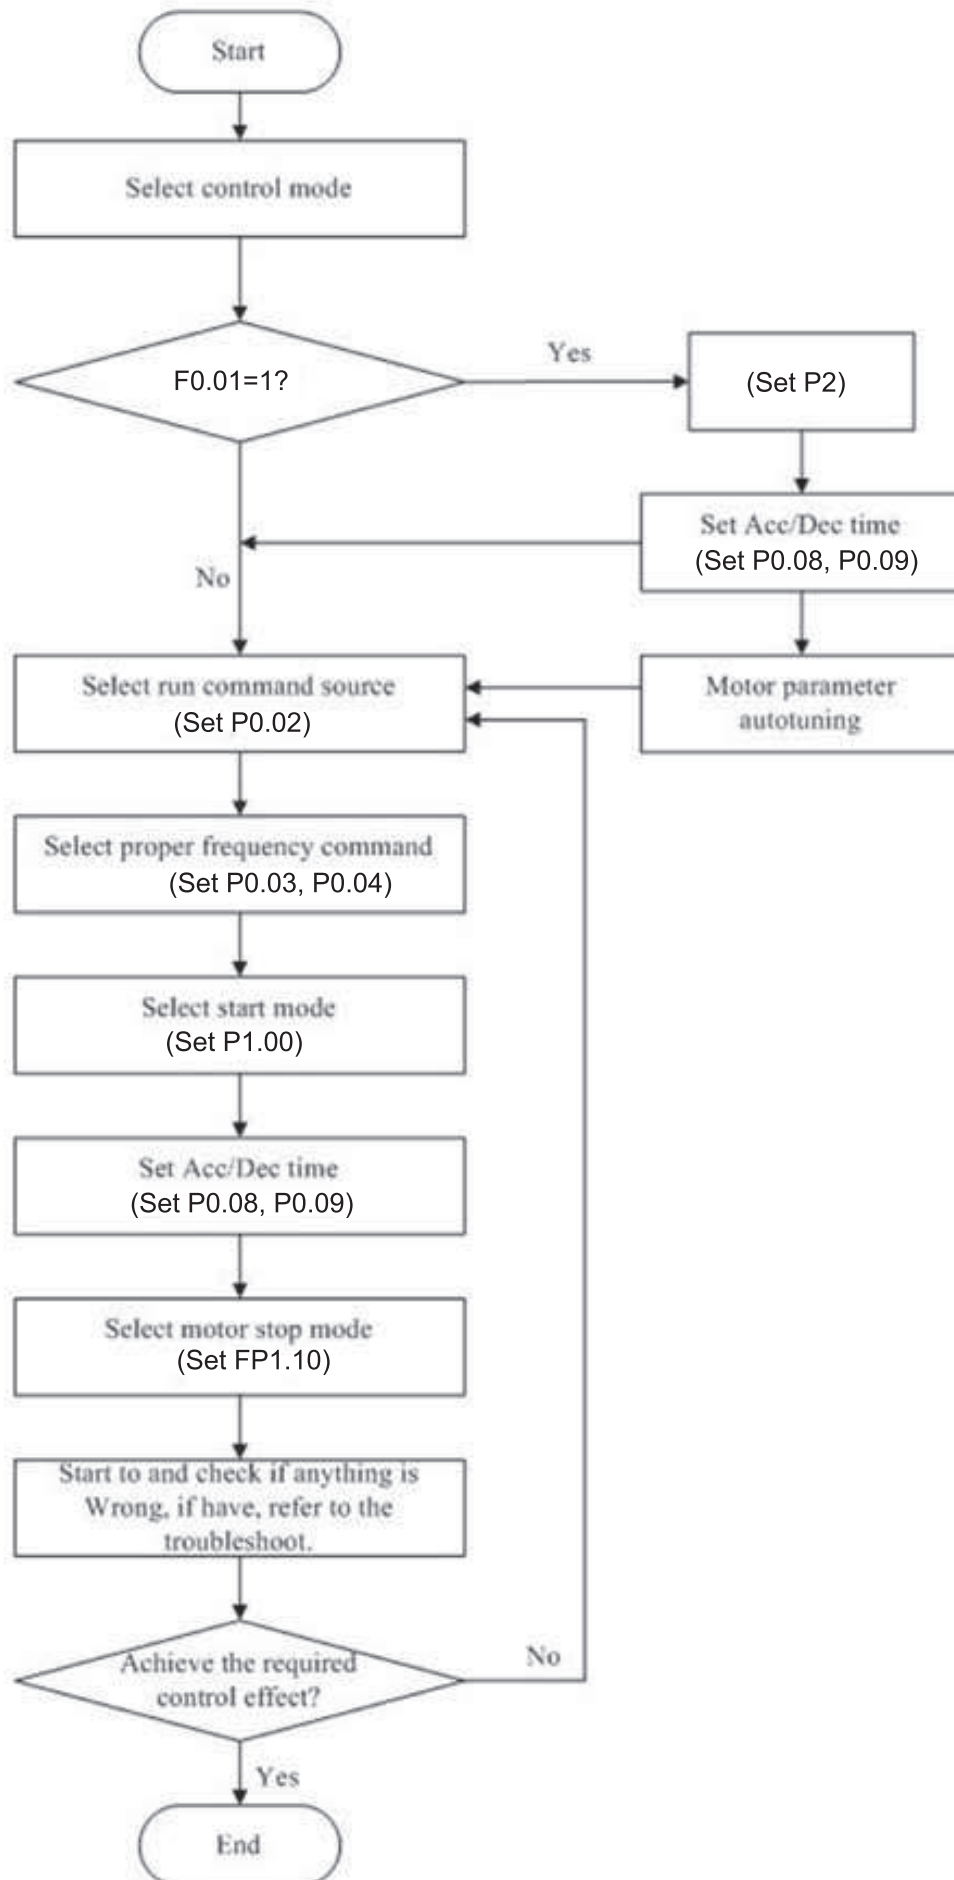 Start
Select control mode
F0.01=1?
Yes
(Set P2)
Set Acc/Dec time
(Set P0.08, P0.09)
No
Select run command source
(Set P0.02)
Motor parameter
autotuning
Select proper frequency command
(Set P0.03, P0.04)
Select start mode
(Set P1.00)
Set Acc/Dec time
(Set P0.08, P0.09)
Select motor stop mode
(Set FP1.10)
Start to and check if anything is
Wrong, if have, refer to the
troubleshoot.
Achieve the required
control effect?
No
Yes
End